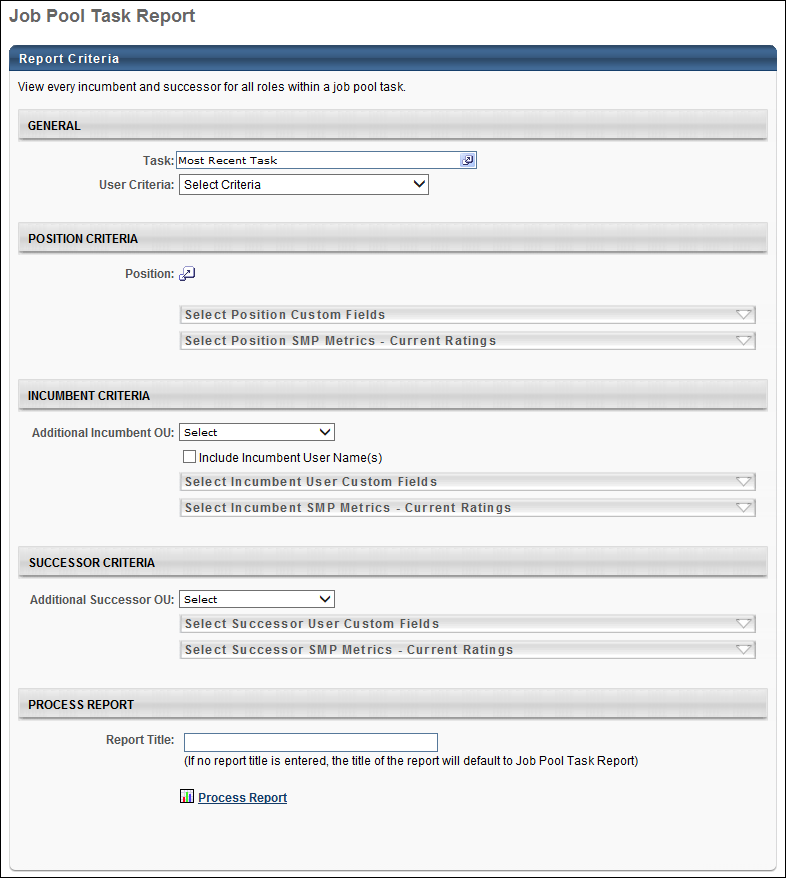 Job Pool Task Report
Report Criteria
View every incumbent and successor for all roles within a job pool task.
GENERAL
Task: Most Recent Task
User Criteria: Select Criteria
POSITION CRITERIA
Position:
Select Position Custom Fields
Select Position SMP Metrics - Current Ratings
INCUMBENT CRITERIA
Additional Incumbent OU: Select
Include Incumbent User Name(s)
Select Incumbent User Custom Fields
Select Incumbent SMP Metrics - Current Ratings
SUCCESSOR CRITERIA
Additional Successor OU: Select
Select Successor User Custom Fields
Select Successor SMP Metrics - Current Ratings
PROCESS REPORT
Report Title:
(If no report title is entered, the title of the report will default to Job Pool Task Report)
Process Report